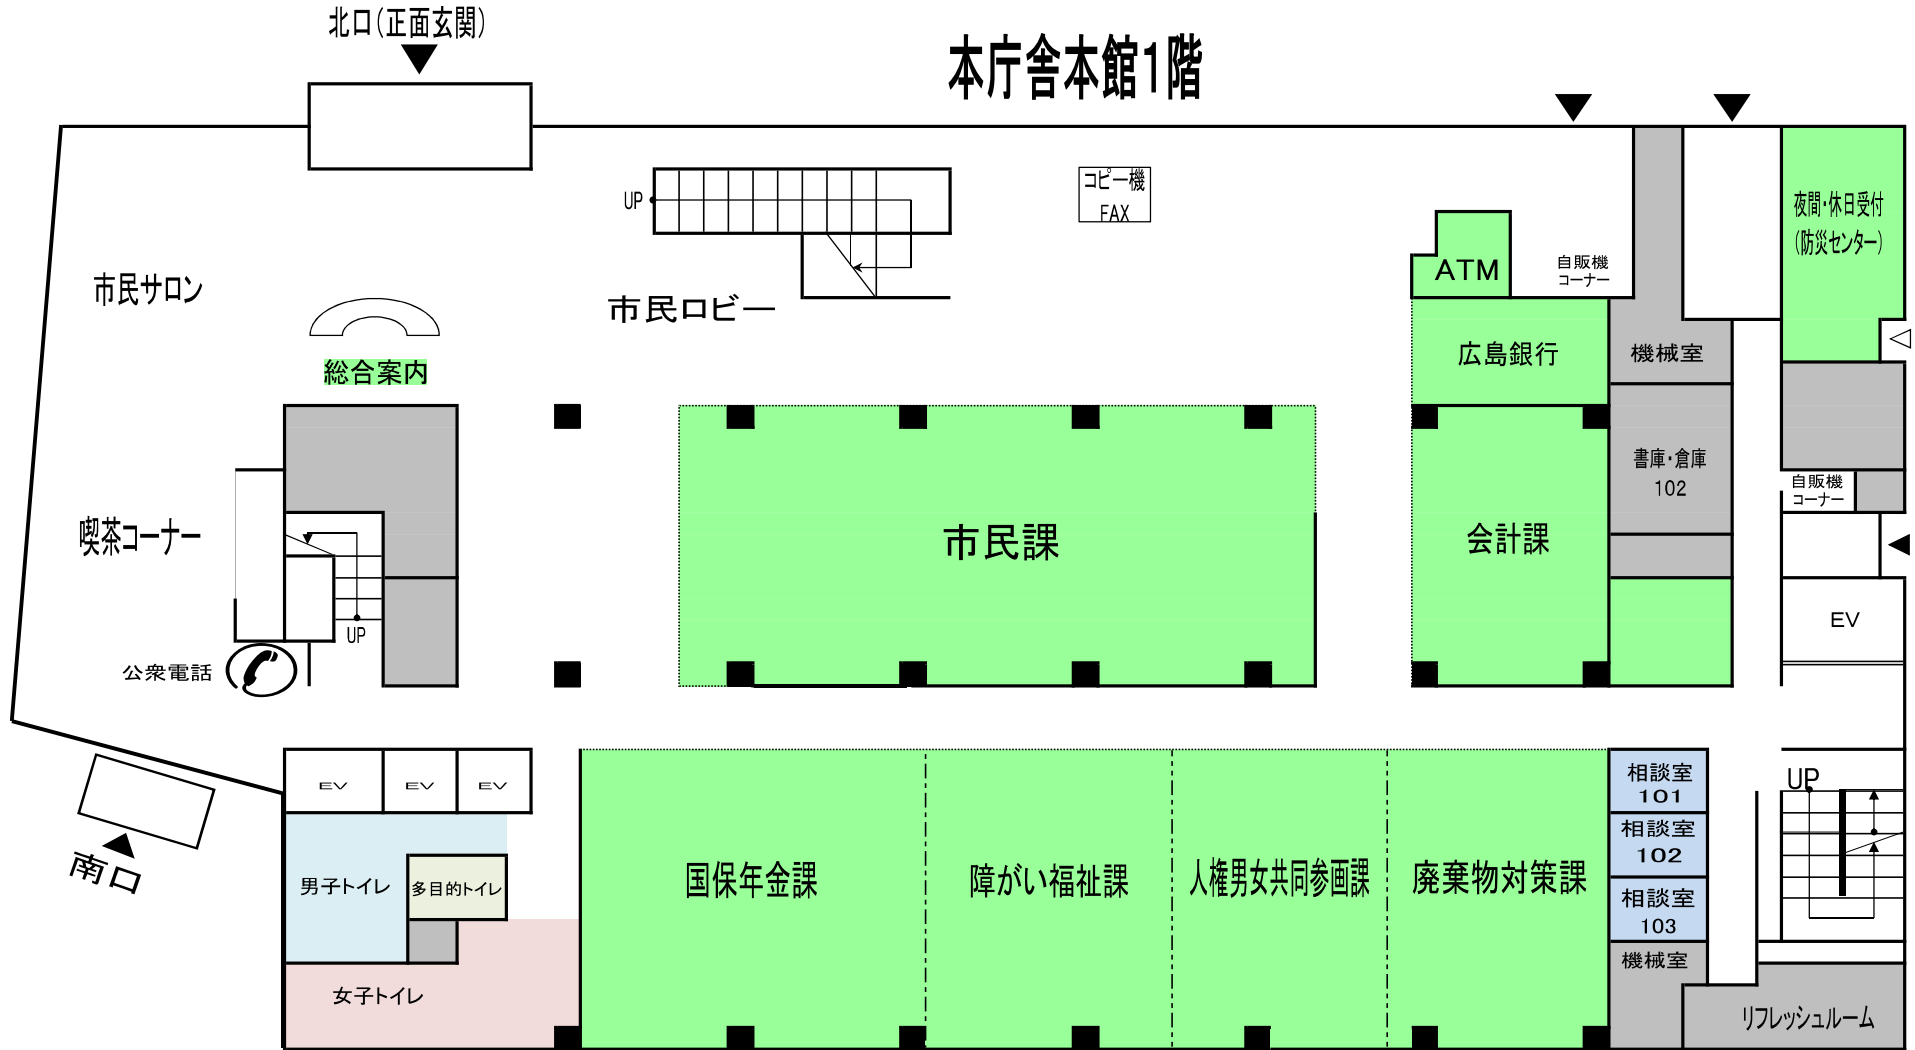 北口(正面玄関)
本庁舎本館1階
UP
コピー機
FAX
夜間・休日受付
(防災センター)
市民サロン
市民ロビー
ATM
自販機
コーナー
総合案内
広島銀行
機械室
書庫・倉庫
102
自販機
コーナー
喫茶コーナー
市民課
会計課
UP
EV
公衆電話
EV
EV
EV
相談室
101
UP
相談室
102
南口
男子トイレ
多目的トイレ
国保年金課
障がい福祉課
人権男女共同参画課
廃棄物対策課
相談室
103
機械室
女子トイレ
リフレッシュルーム